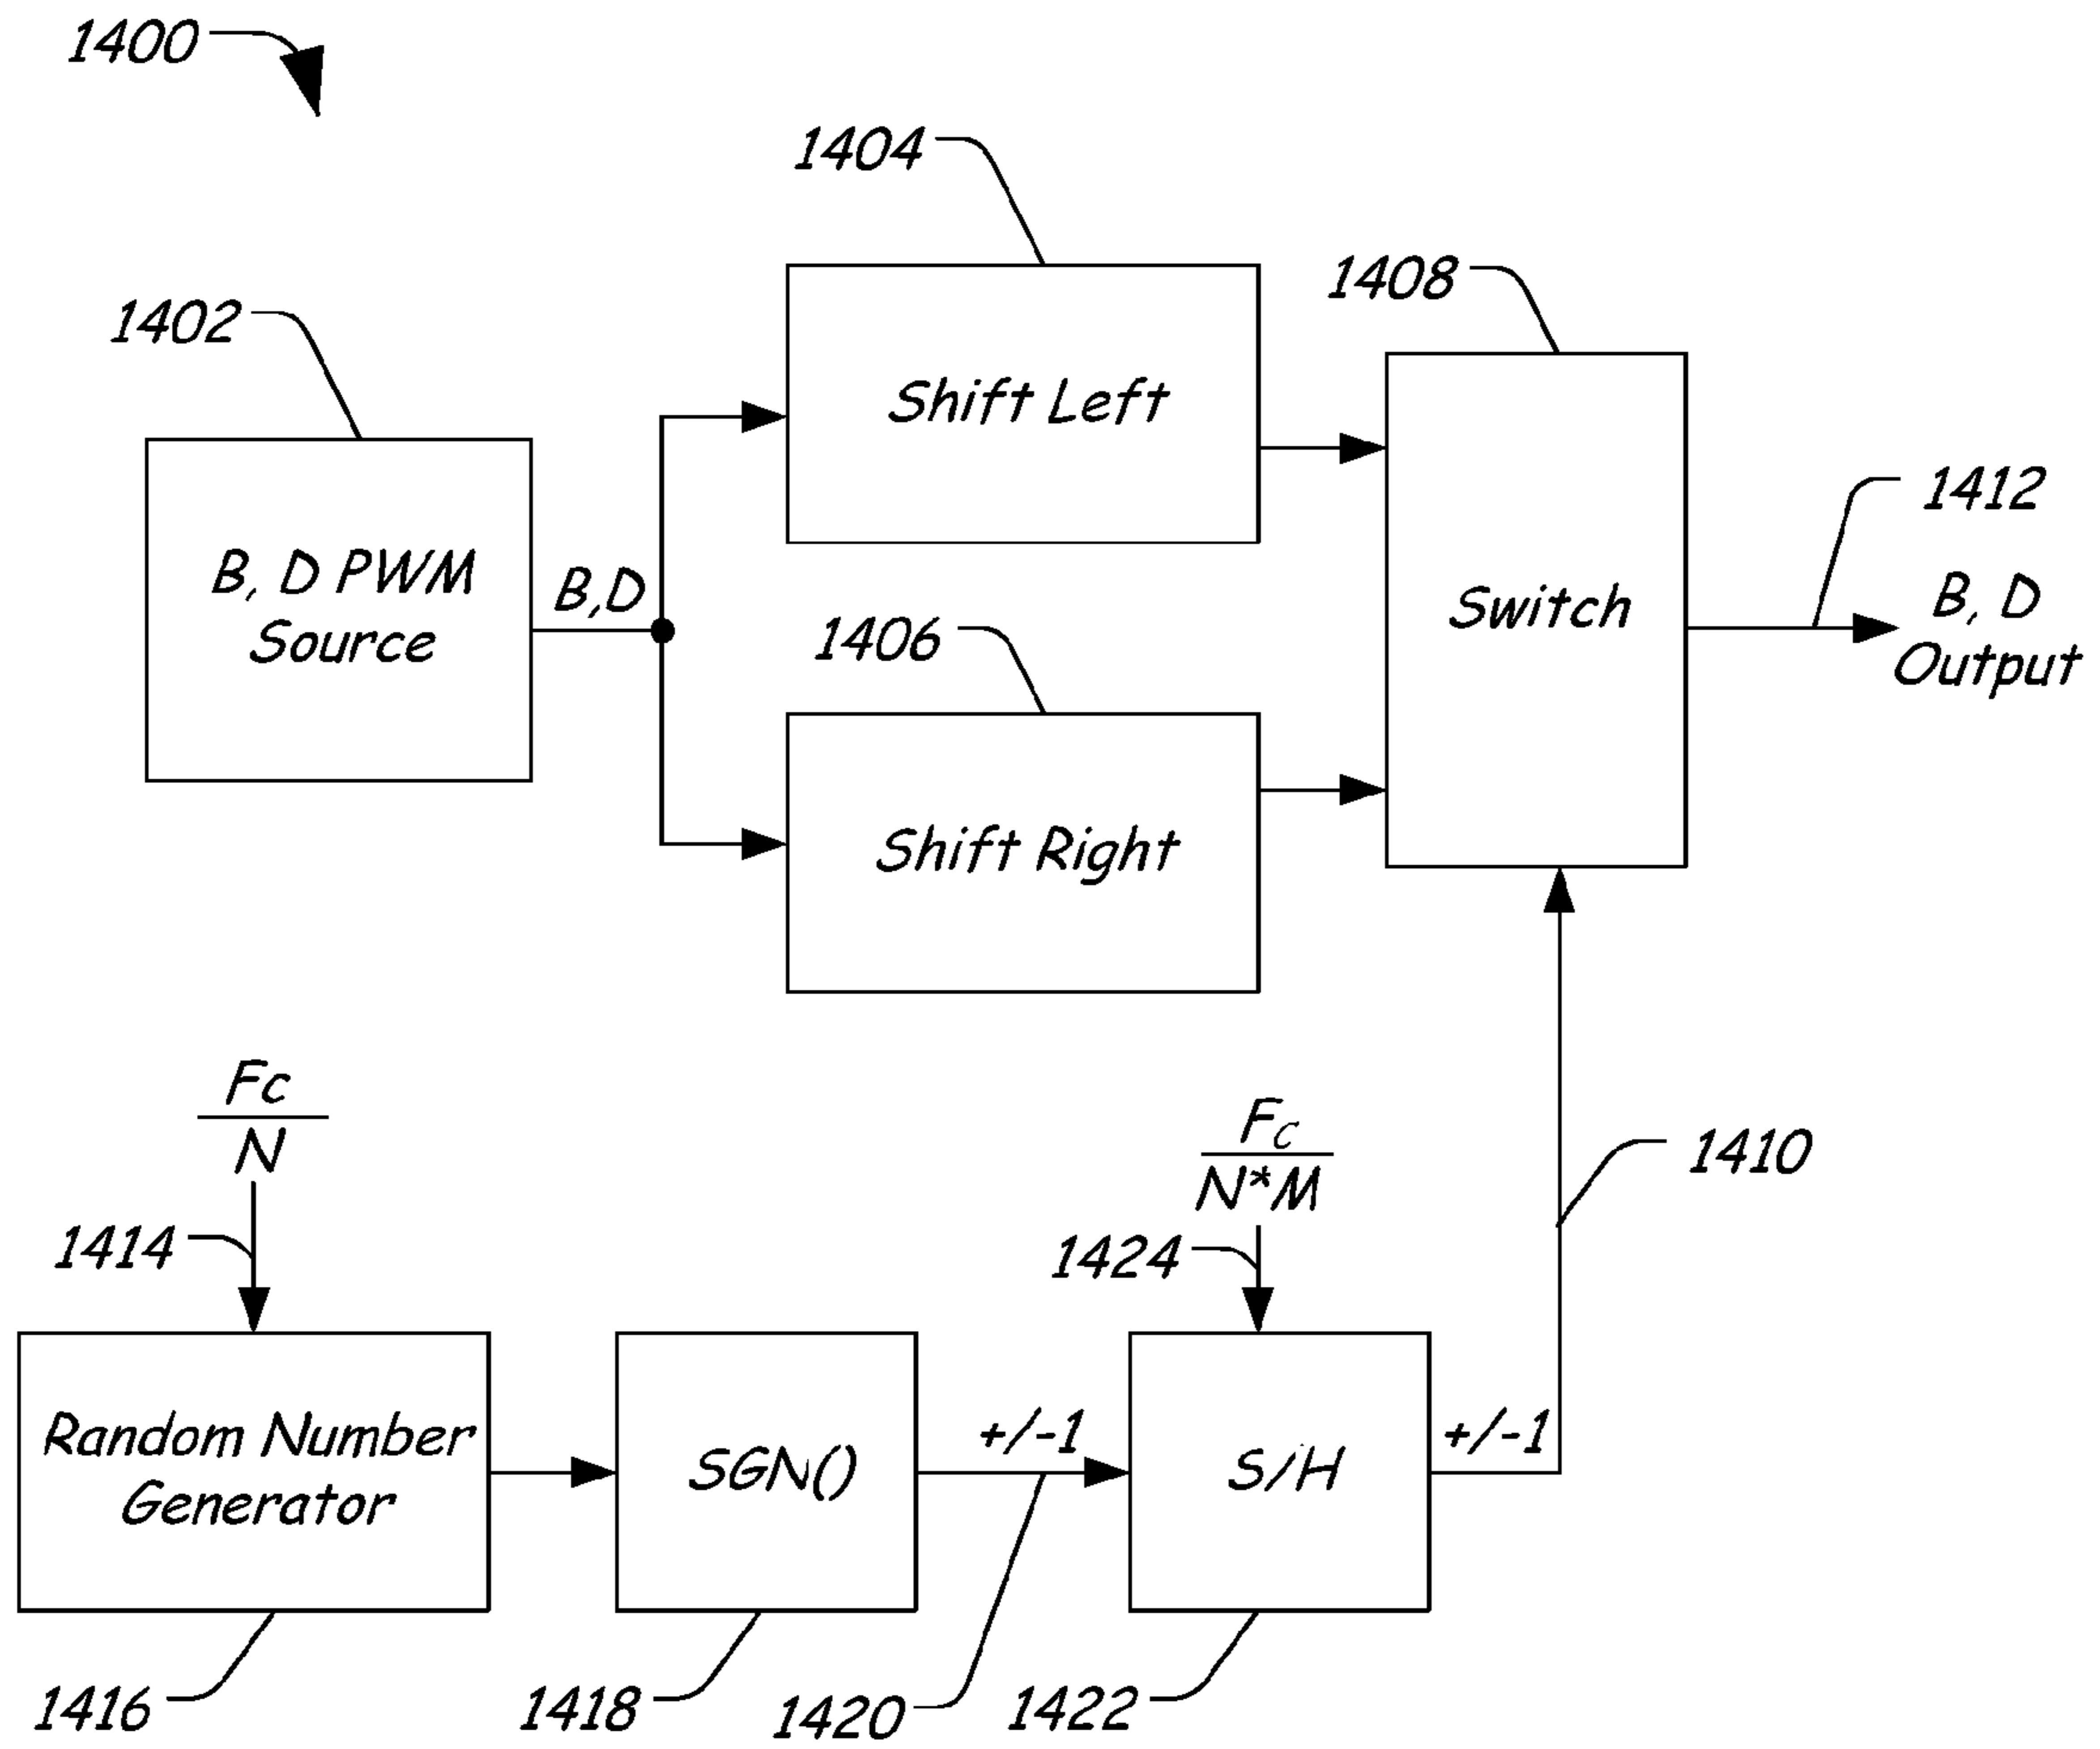 1400
1404
1408
1402
Shift Left
1412
B, D PWM
Source
B,D
1406
Switch
B, D
Output
Shift Right
Fc
N
FC
N*M
1410
1414
1424
Random Number
Generator
SGN()
+/-1
S/H
+/-1
1416
1418
1420
1422